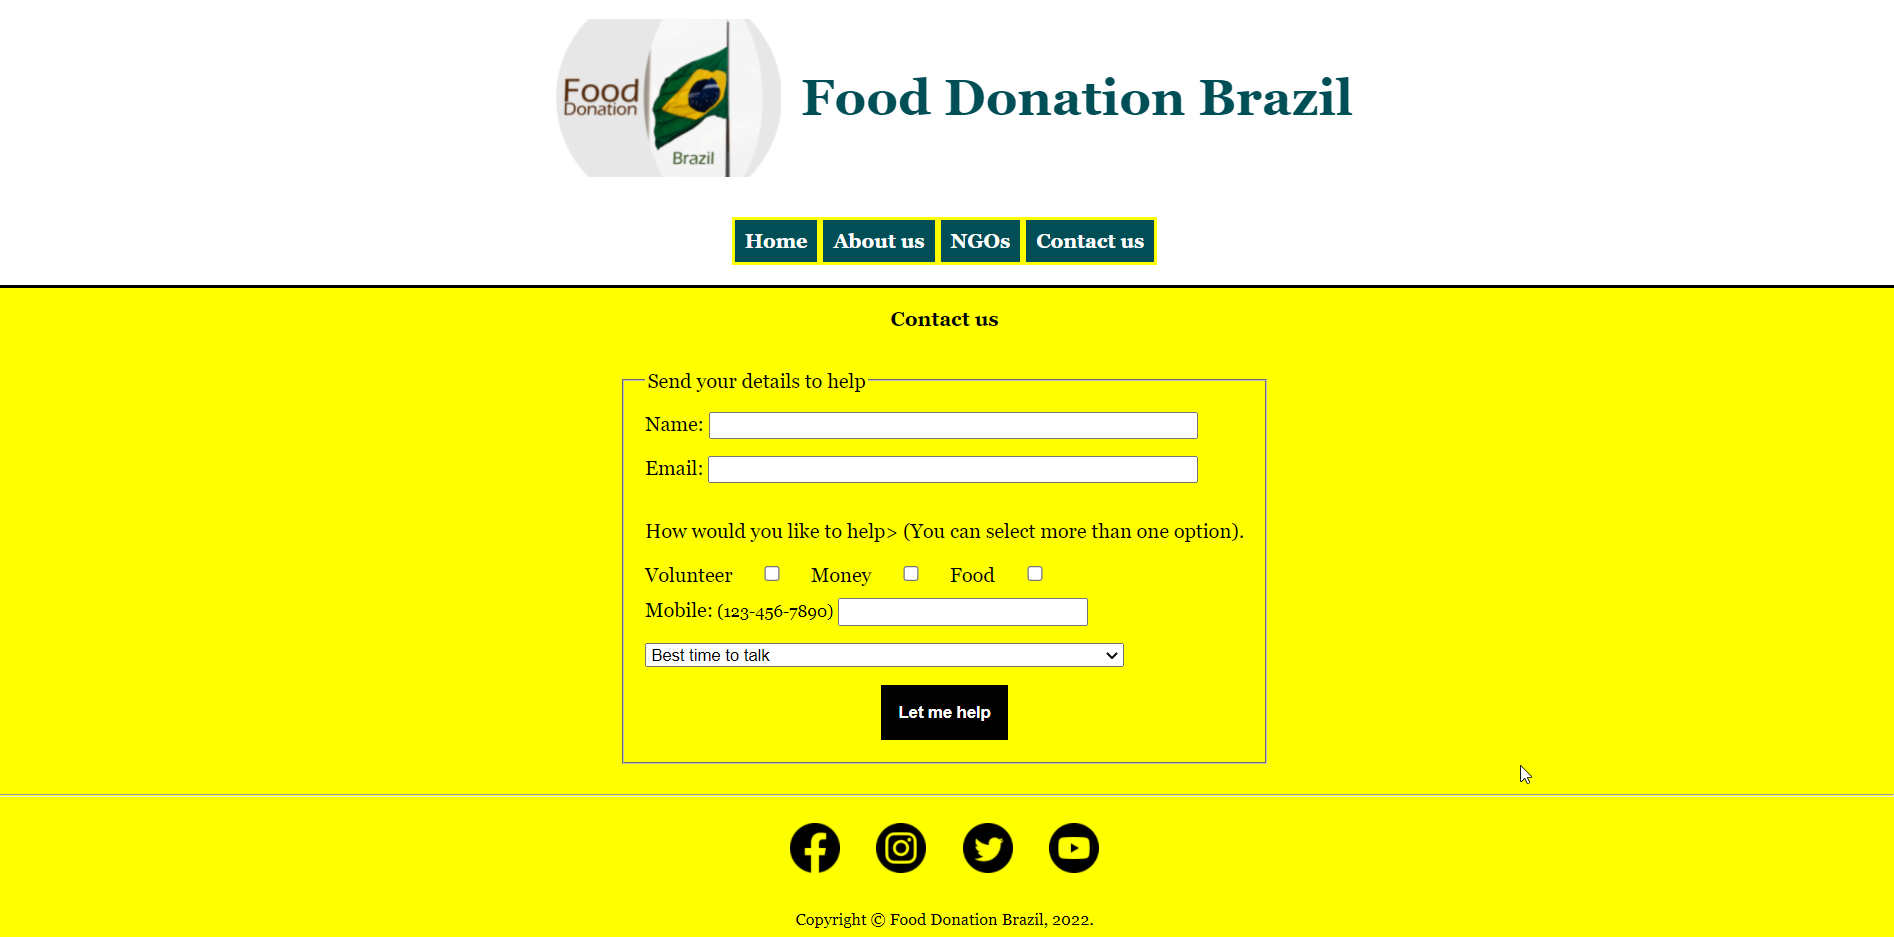 Food
Donation
Brazil
Food Donation Brazil
Home About us NGOs Contact us
Contact us
Send your details to help
Name:
Email:
How would you like to help> (You can select more than one option).
Volunteer Money Food
Mobile: (123-456-7890)
Best time to talk
Let me help
Copyright © Food Donation Brazil, 2022.